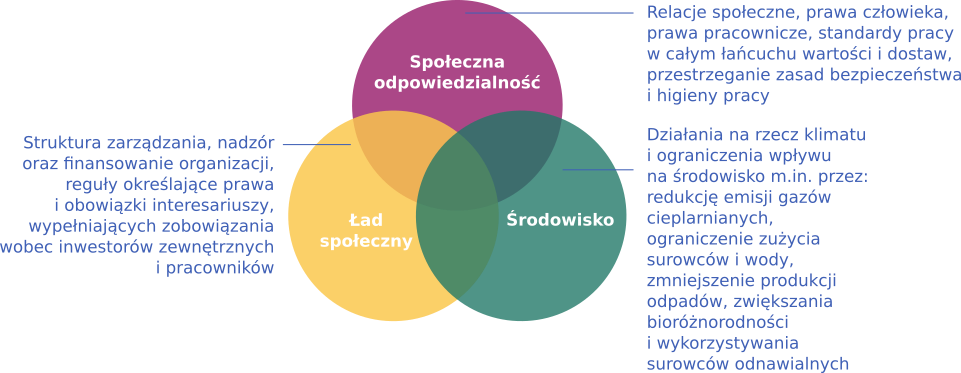 Relacje społeczne, prawa człowieka,
prawa pracownicze, standardy pracy
w całym łańcuchu wartości i dostaw,
przestrzeganie zasad bezpieczeństwa
i higieny pracy
Społeczna
odpowiedzialność
Struktura zarządzania, nadzór
oraz finansowanie organizacji,
reguły określające prawa
i obowiązki interesariuszy,
wypełniających zobowiązania
wobec inwestorów zewnętrznych
i pracowników
Ład
społeczny
Środowisko
Działania na rzecz klimatu
i ograniczenia wpływu
na środowisko m.in. przez:
redukcję emisji gazów
cieplarnianych,
ograniczenie zużycia
surowców i wody,
zmniejszenie produkcji
odpadów, zwiększania
bioróżnorodności
i wykorzystywania
surowców odnawialnych